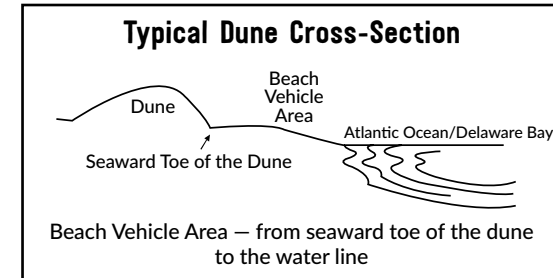 Typical Dune Cross-Section
Beach
Vehicle
Area
Dune
Atlantic Ocean/Delaware Bay
Seaward Toe of the Dune
Beach Vehicle Area — from seaward toe of the dune
to the water line